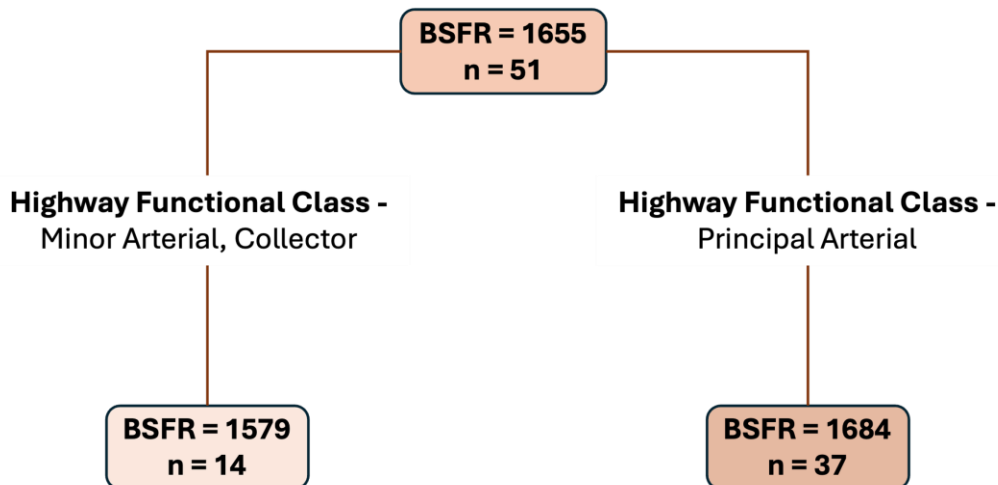 BSFR = 1655
n = 51
Highway Functional Class -
Minor Arterial, Collector
Highway Functional Class -
Principal Arterial
BSFR = 1579
n = 14
BSFR = 1684
n = 37